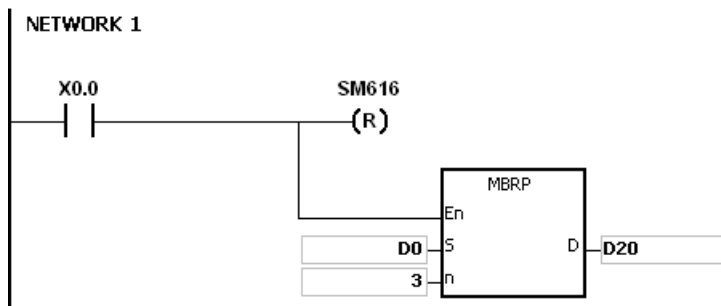 NETWORK 1
X0.0
SM616
(R)
MBRP
En
D0 S D D20
3 n